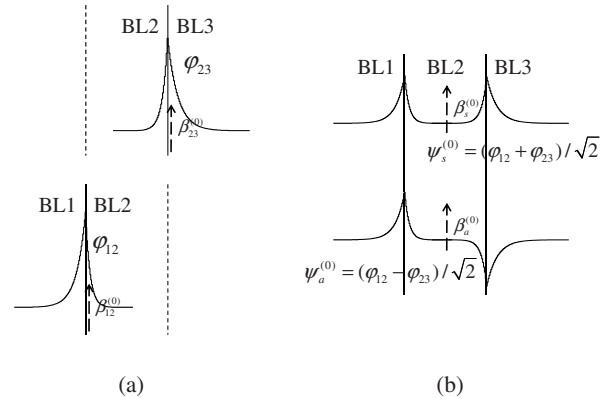 BL2 BL3
φ₂₃
β₂₃⁽⁰⁾
BL1 BL2
φ₁₂
β₁₂⁽⁰⁾
(a)
BL1 BL2 BL3
βₛ⁽⁰⁾
ψₛ⁽⁰⁾ = (φ₁₂ + φ₂₃) / √2
βₐ⁽⁰⁾
ψₐ⁽⁰⁾ = (φ₁₂ − φ₂₃) / √2
(b)